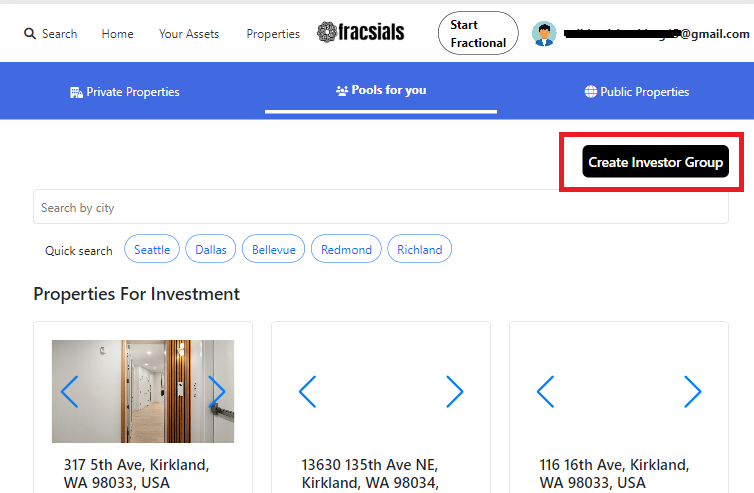 Search
Home
Your Assets
Properties
fracsials
Start
Fractional
@gmail.com
Private Properties
Pools for you
Public Properties
Create Investor Group
Search by city
Quick search
Seattle
Dallas
Bellevue
Redmond
Richland
Properties For Investment
317 5th Ave, Kirkland,
WA 98033, USA
13630 135th Ave NE,
Kirkland, WA 98034,
116 16th Ave, Kirkland,
WA 98033, USA